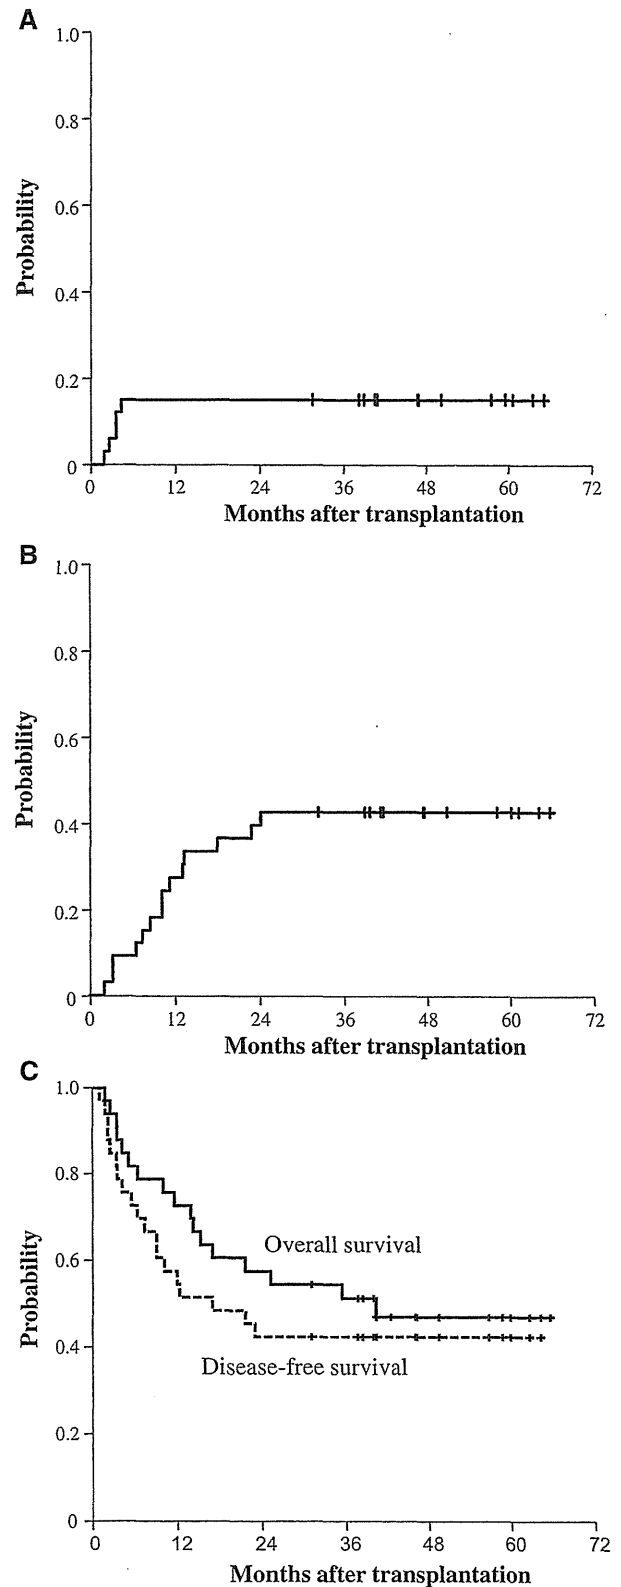 A
1.0
0.8
Probability
0.6
0.4
0.2
0
0 12 24 36 48 60 72
Months after transplantation
B
1.0
0.8
Probability
0.6
0.4
0.2
0
0 12 24 36 48 60 72
Months after transplantation
C
1.0
0.8
Probability
0.6
Overall survival
0.4
Disease-free survival
0.2
0
0 12 24 36 48 60 72
Months after transplantation